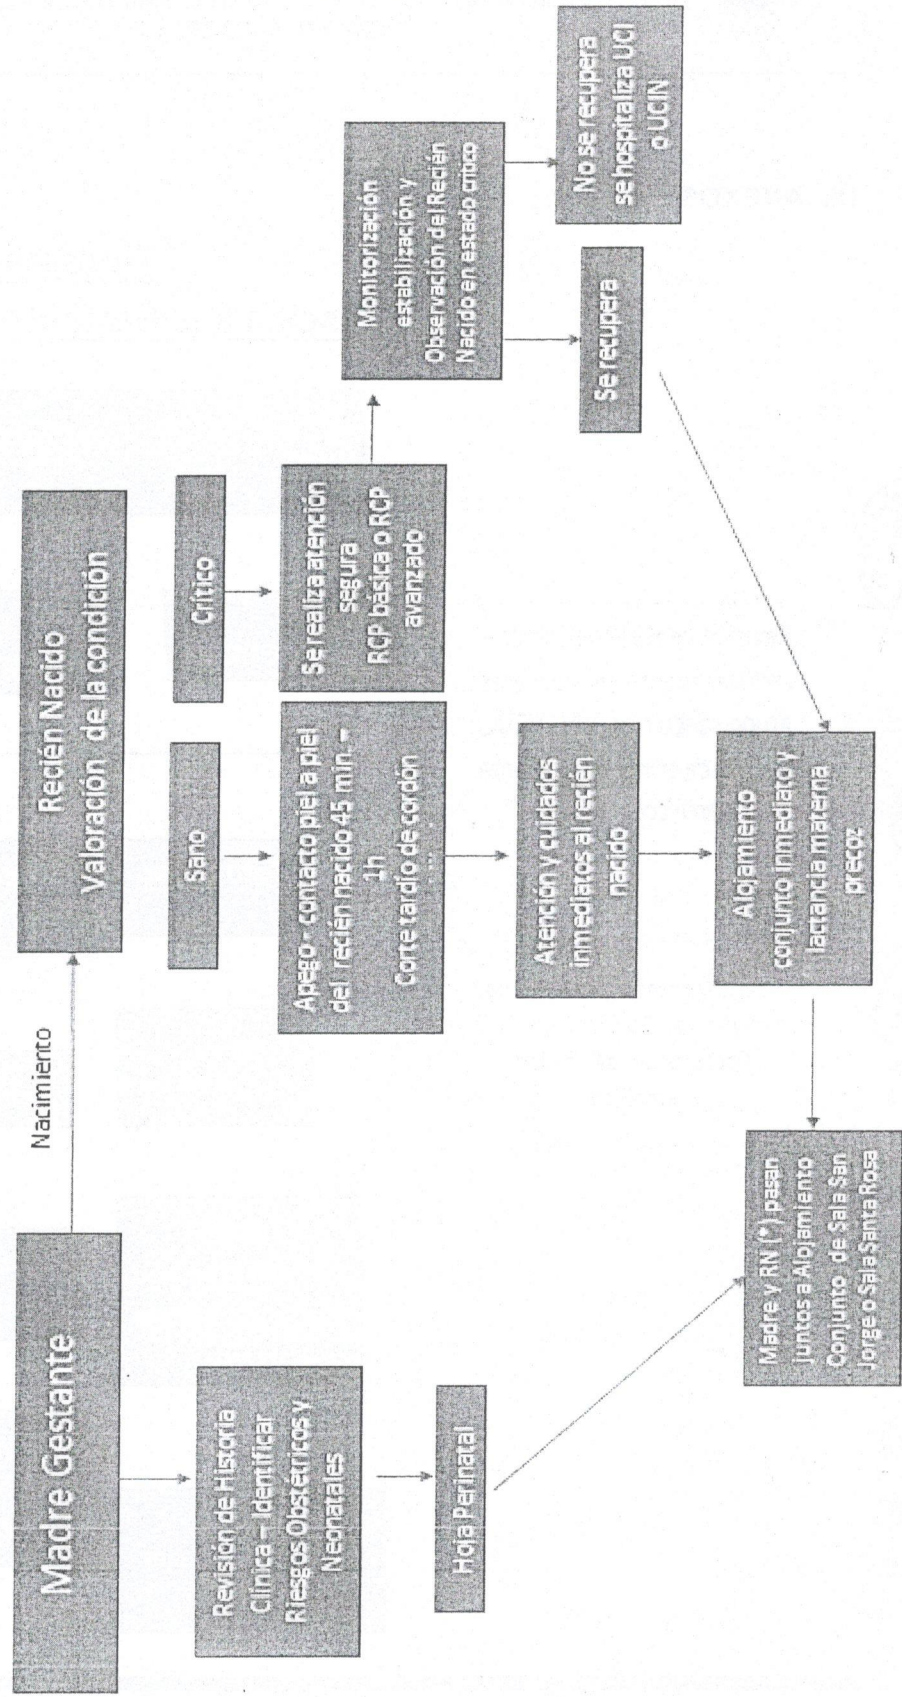 Madre Gestante
Nacimiento
Recién Nacido
Valoración de la condición
Revisión de Historia
Clínica – Identificar
Riesgos Obstétricos y
Neonatales
Hoja Perinatal
Sano
Crítico
Apego- contacto piel a piel
del recién nacido 45 min. –
1h
Corte tardío de cordón
Se realiza atención
segura
RCP básica o RCP
avanzado
Monitorización
estabilización y
Observación del Recién
Nacido en estado crítico
Atención y cuidados
inmediatos al recién
nacido
Se recupera
No se recupera
se hospitaliza UCI
o UCIN
Alojamiento
conjunto inmediato y
lactancia materna
precoz
Madre y RN (*) pasan
juntos a Alojamiento
Conjunto de Sala San
Jorge o Sala Santa Rosa